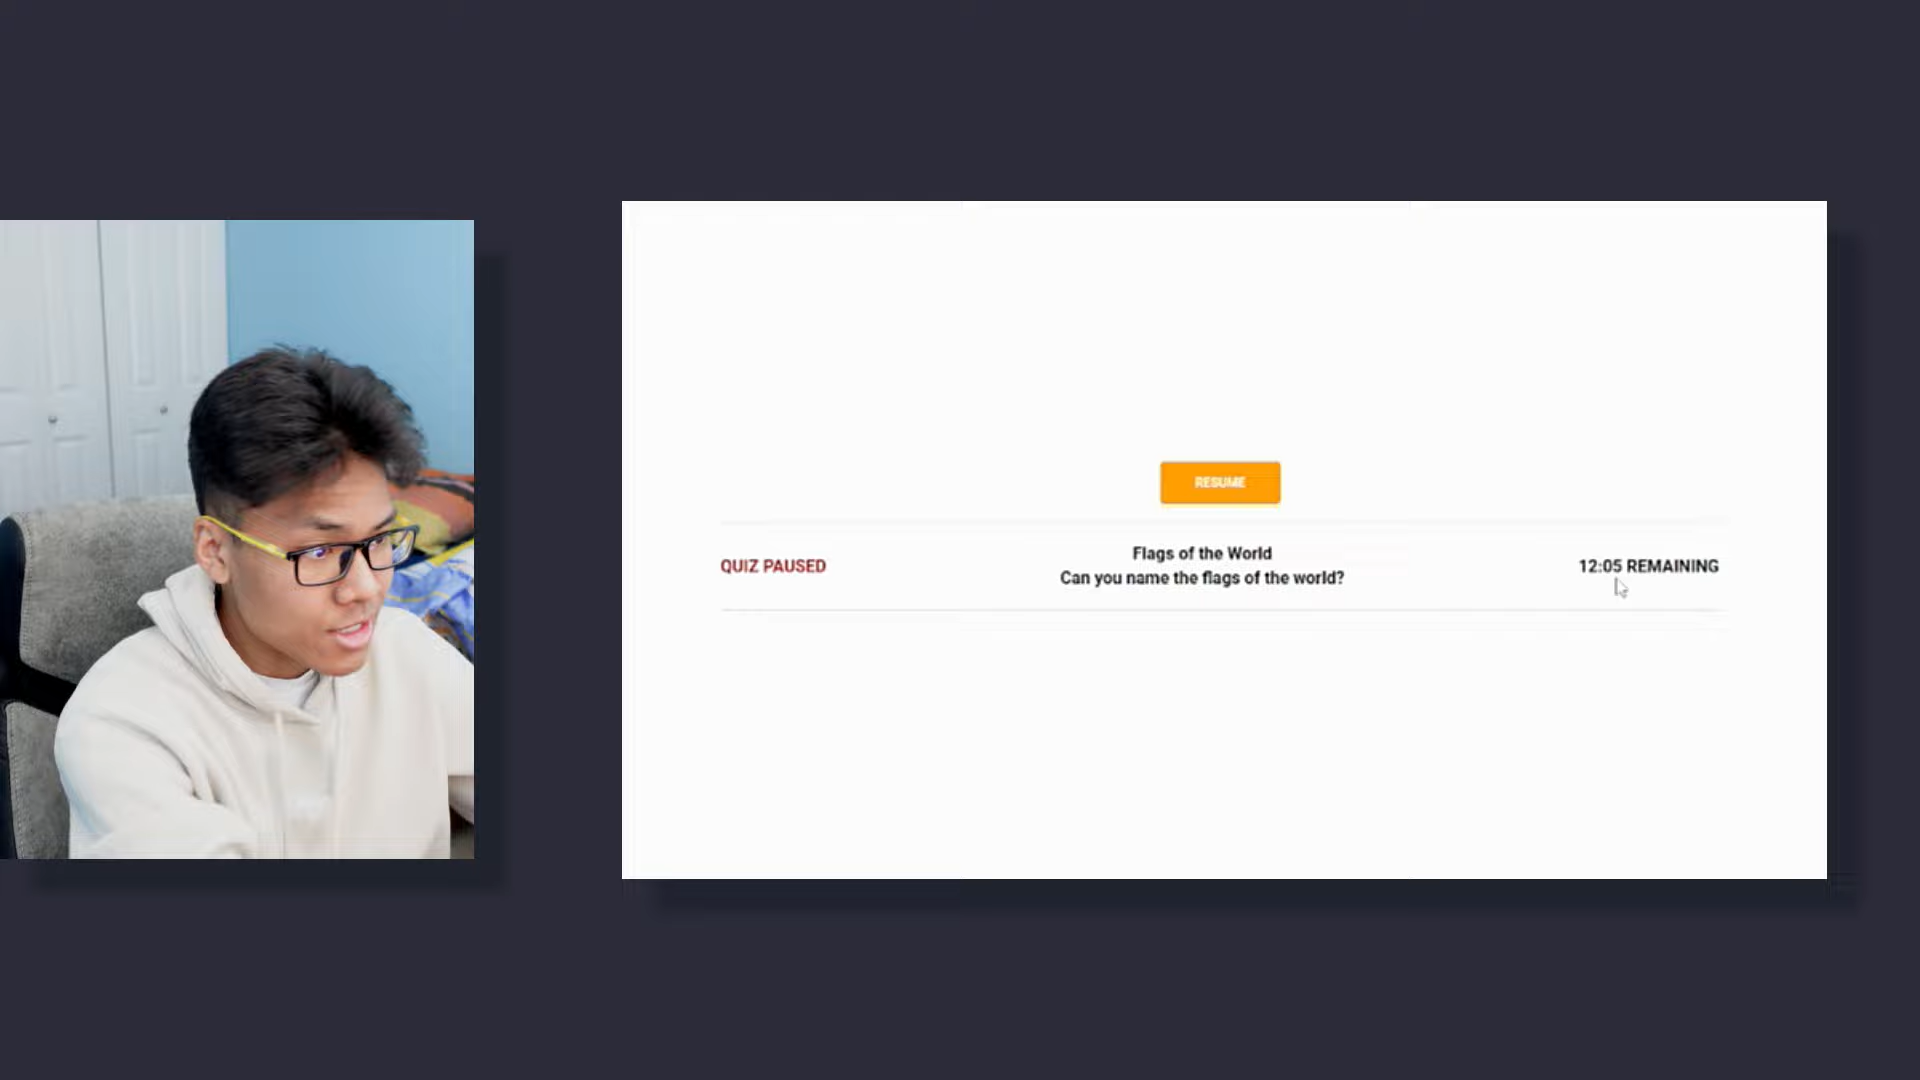 RESUME
QUIZ PAUSED
Flags of the World
Can you name the flags of the world?
12:05 REMAINING